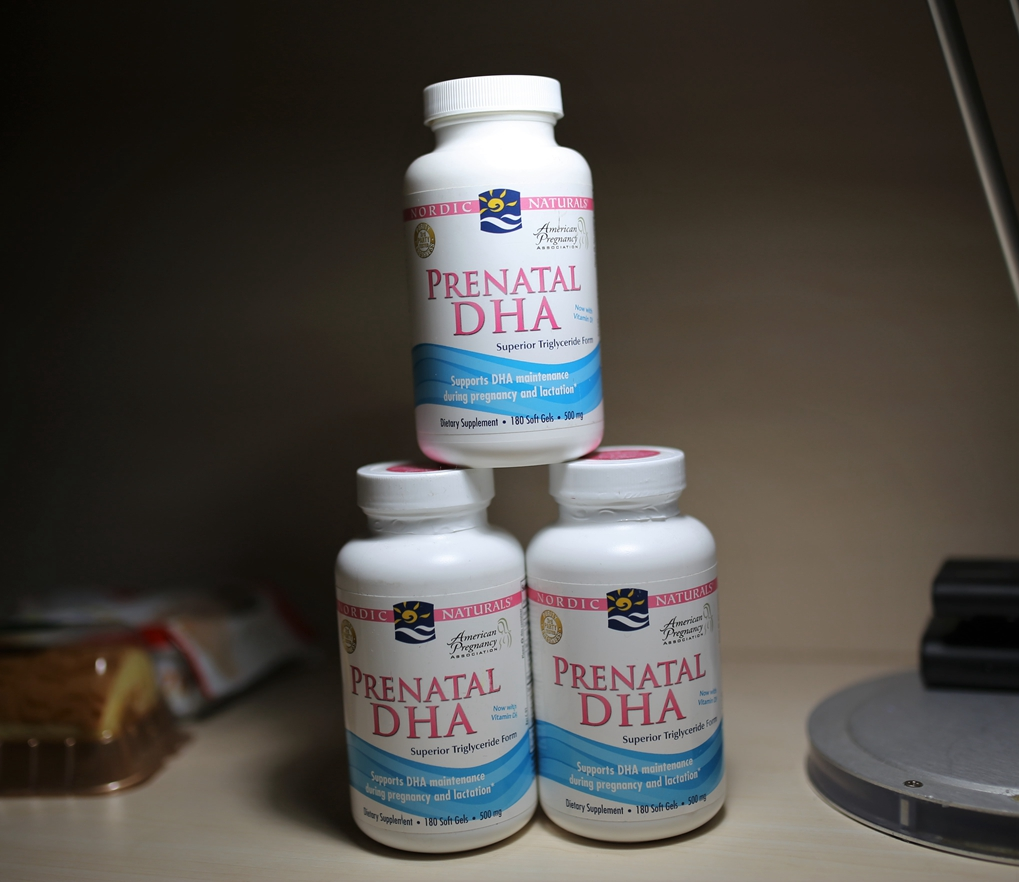 NORDIC NATURALS
American
Pregnancy
ASSOCIATION
PRENATAL
DHA
Now with
Vitamin D3
Superior Triglyceride Form
Supports DHA maintenance
during pregnancy and lactation*
Dietary Supplement • 180 Soft Gels • 500 mg
NORDIC NATURALS®
American
Pregnancy
ASSOCIATION
PRENATAL
DHA
Now with
Vitamin D3
Superior Triglyceride Form
Supports DHA maintenance
during pregnancy and lactation*
Dietary Supplement • 180 Soft Gels • 500 mg
NORDIC NATURALS
American
Pregnancy
ASSOCIATION
PRENATAL
DHA
Now with
Vitamin D3
Superior Triglyceride Form
Supports DHA maintenance
during pregnancy and lactation*
Dietary Supplement • 180 Soft Gels • 500 mg